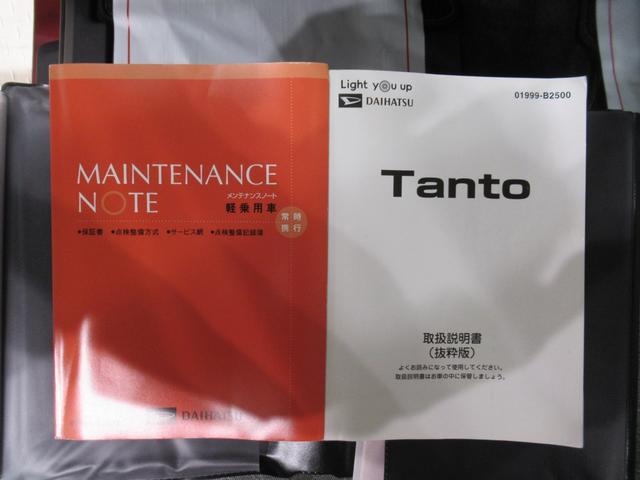 MAINTENANCE
NOTE
メンテナンスノート
軽乗用車
常時
携行
●保証書 ●点検整備方式 ●サービス網 ●点検整備記録簿
DAIHATSU
Light you up
DAIHATSU
01999-B2500
Tanto
取扱説明書
(抜粋版)
よくお読みになって使用してください。
取扱説明書はお車の中に保管しましょう。